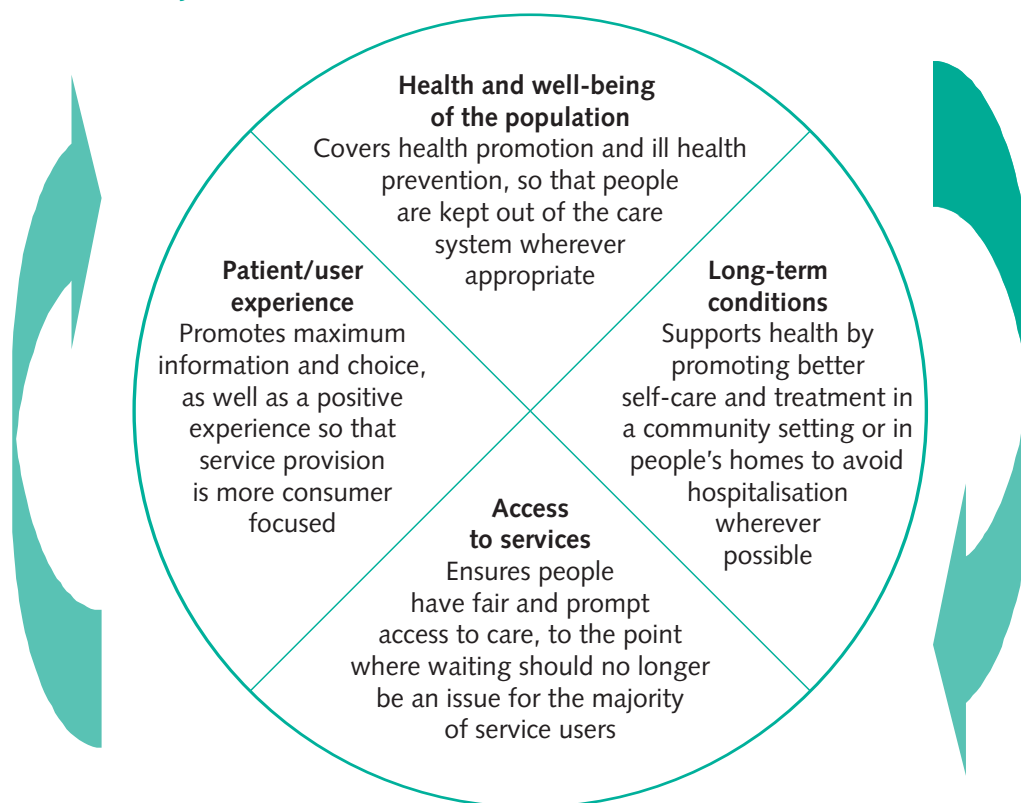 Health and well-being
of the population
Covers health promotion and ill health
prevention, so that people
are kept out of the care
system wherever
appropriate
Patient/user
experience
Promotes maximum
information and choice,
as well as a positive
experience so that
service provision
is more consumer
focused
Long-term
conditions
Supports health by
promoting better
self-care and treatment in
a community setting or in
people's homes to avoid
hospitalisation
wherever
possible
Access
to services
Ensures people
have fair and prompt
access to care, to the point
where waiting should no longer
be an issue for the majority
of service users